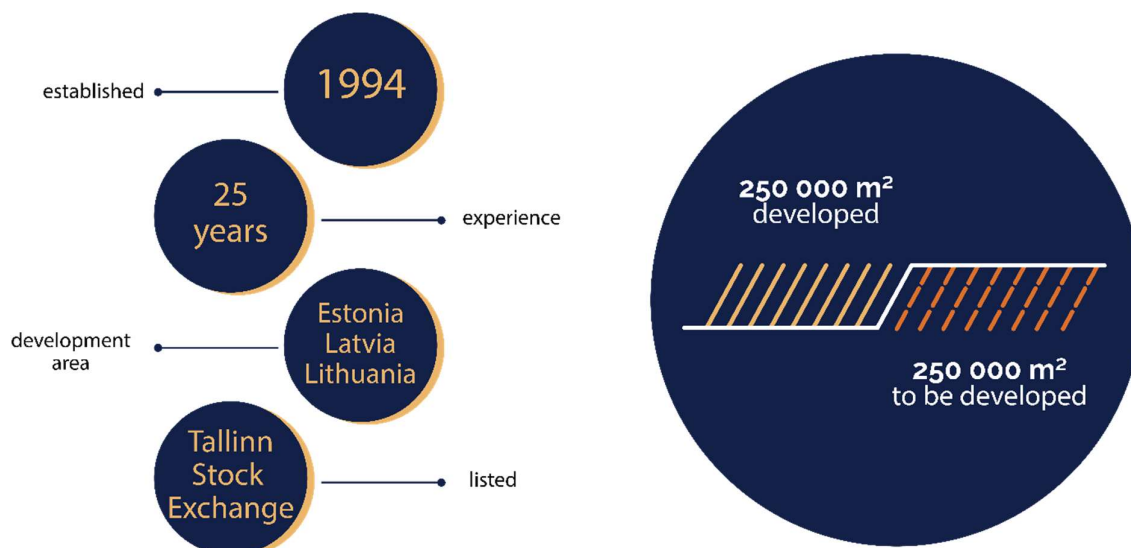 established
1994
25
years
experience
development
area
Estonia
Latvia
Lithuania
Tallinn
Stock
Exchange
listed
250 000 m²
developed
250 000 m²
to be developed